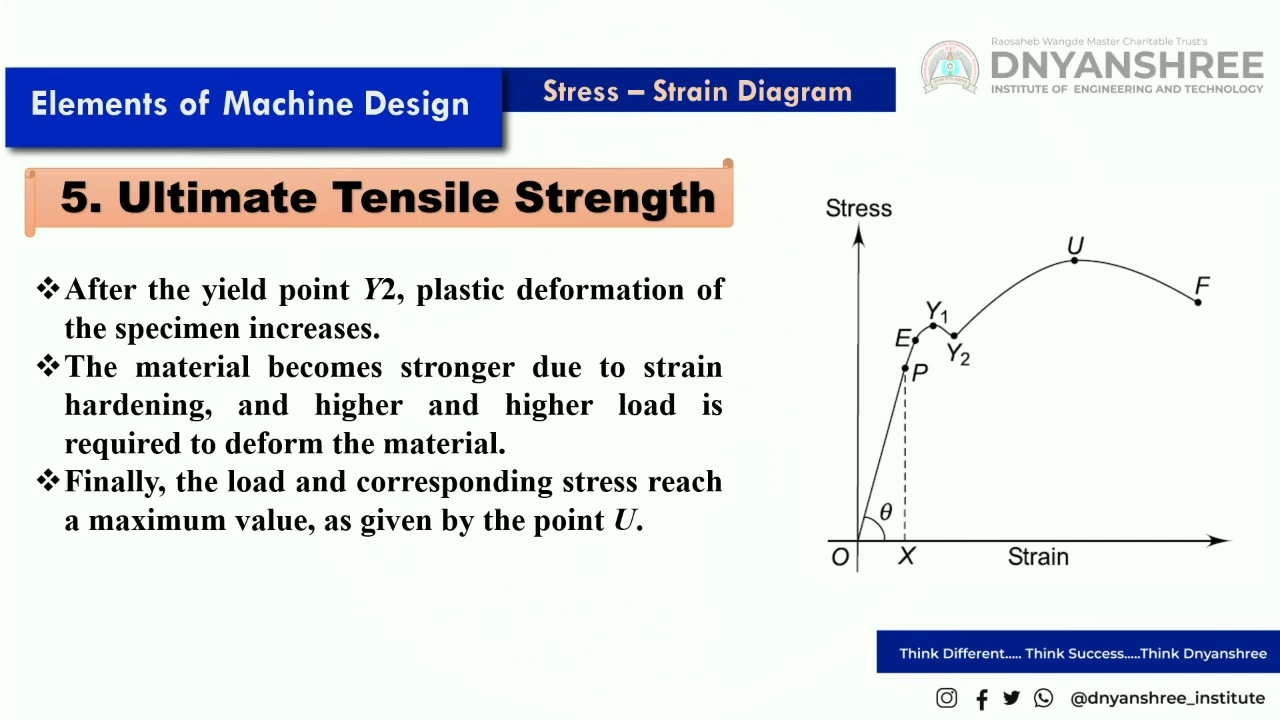 Raosaheb Wangde Master Charitable Trust's
DNYANSHREE
INSTITUTE OF ENGINEERING AND TECHNOLOGY
Elements of Machine Design
Stress – Strain Diagram
5. Ultimate Tensile Strength
❖After the yield point Y2, plastic deformation of
the specimen increases.
❖The material becomes stronger due to strain
hardening, and higher and higher load is
required to deform the material.
❖Finally, the load and corresponding stress reach
a maximum value, as given by the point U.
Stress
U
F
Y1
E
Y2
P
θ
O
X
Strain
Think Different..... Think Success.....Think Dnyanshree
@dnyanshree_institute